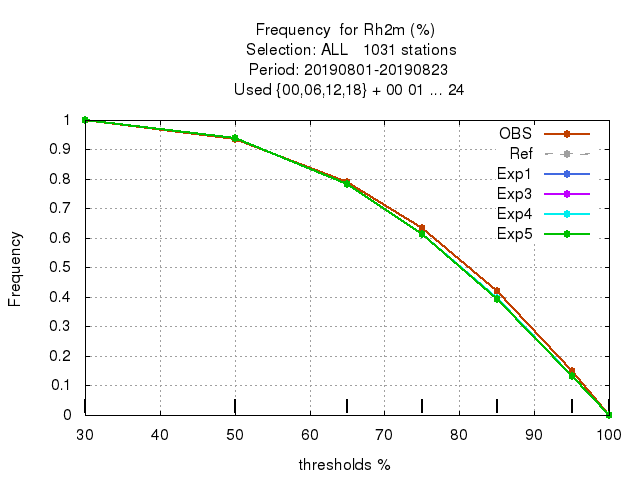 Frequency  for Rh2m (%)
Selection: ALL   1031 stations
Period: 20190801-20190823
Used {00,06,12,18} + 00 01 ... 24
OBS
Ref
Exp1
Exp3
Exp4
Exp5
1
0.9
0.8
0.7
0.6
0.5
0.4
0.3
0.2
0.1
0
Frequency
30 40 50 60 70 80 90 100
thresholds %